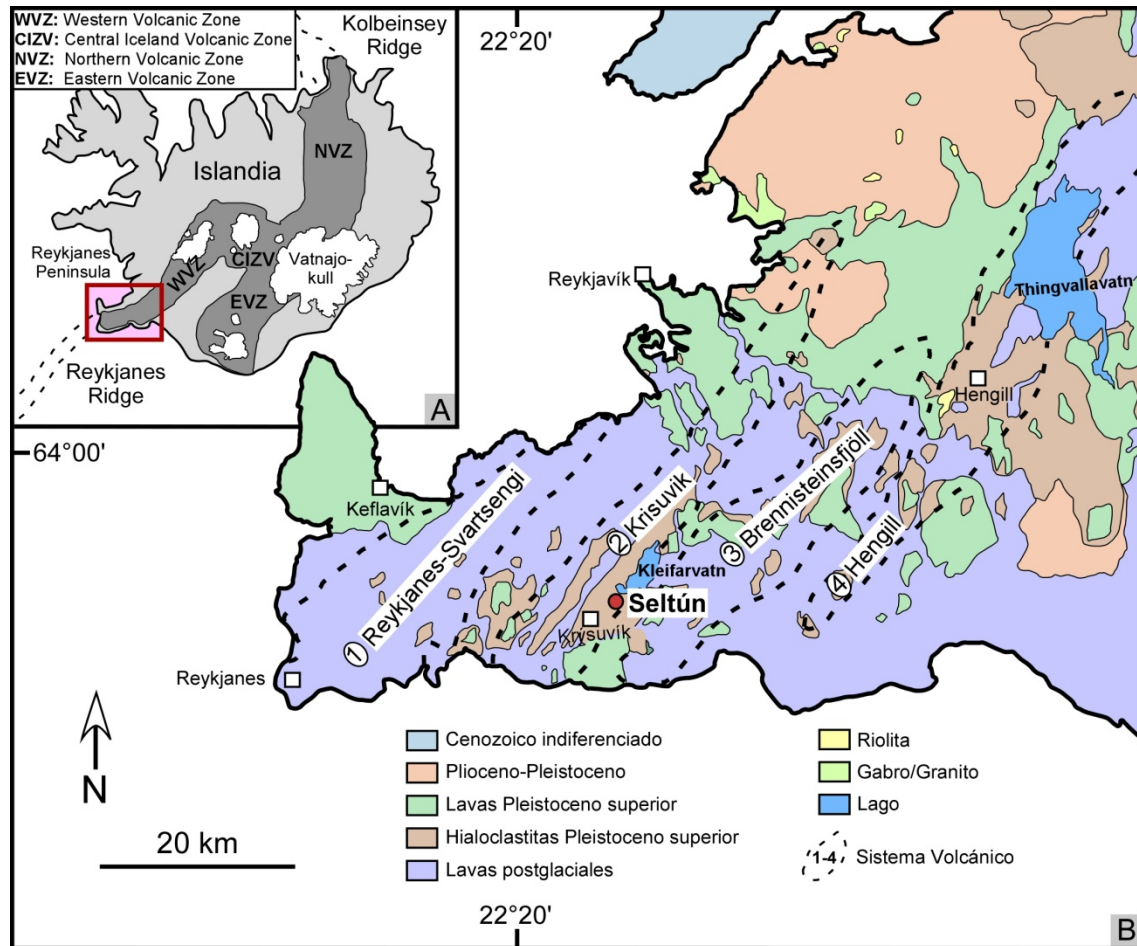 WVZ: Western Volcanic Zone
CIZV: Central Iceland Volcanic Zone
NVZ: Northern Volcanic Zone
EVZ: Eastern Volcanic Zone
Kolbeinsey
Ridge
NVZ
Islandia
Reykjanes
Peninsula
WVZ
CIZV
Vatnajo-
kull
EVZ
Reykjanes
Ridge
A
22°20'
64°00'
Reykjavík
Thingvallavatn
Hengill
Keflavík
1 Reykjanes-Svartsengi
2 Krisuvik
3 Brennisteinsfjöll
4 Hengill
Kleifarvatn
Seltún
Krysuvík
Reykjanes
N
20 km
Cenozoico indiferenciado
Plioceno-Pleistoceno
Lavas Pleistoceno superior
Hialoclastitas Pleistoceno superior
Lavas postglaciales
Riolita
Gabro/Granito
Lago
1-4 Sistema Volcánico
22°20'
B